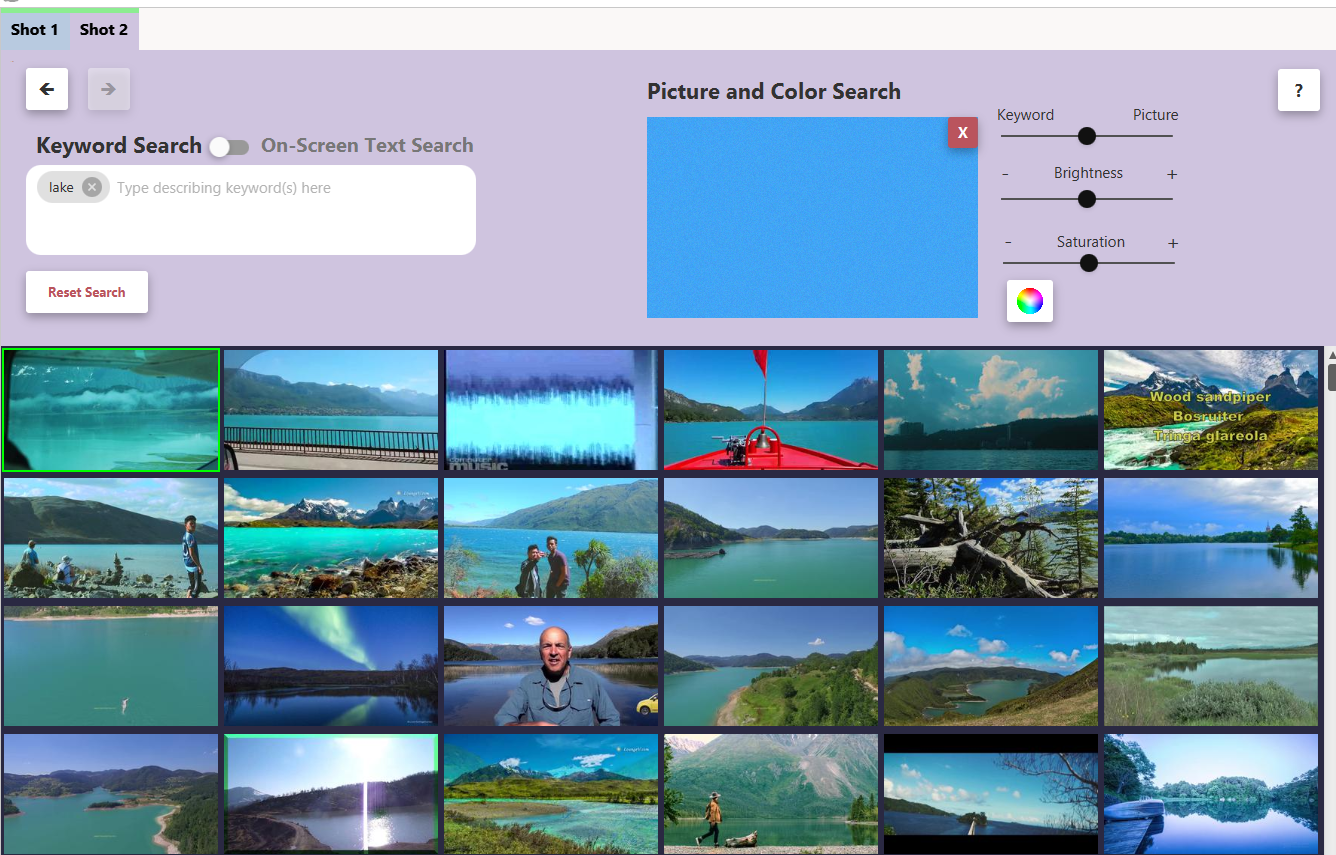 Shot 1 Shot 2
Picture and Color Search
?
Keyword Picture
X
Keyword Search On-Screen Text Search
- Brightness +
lake Type describing keyword(s) here
- Saturation +
Reset Search
Wood sandpiper
Bosruiter
Tringa glareola
music